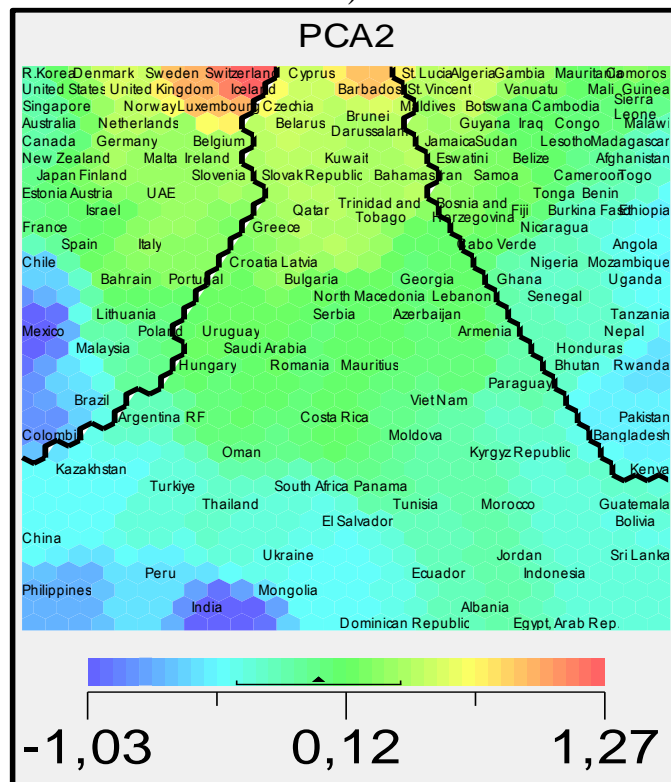 PCA2
R.Korea Denmark Sweden Switzerland Cyprus St. Lucia Algeria Gambia Mauritania Comoros
United States United Kingdom Iceland Barbados St. Vincent Vanuatu Mali Guinea
Singapore Norway Luxembourg Czechia Maldives Botswana Cambodia Sierra Leone
Australia Netherlands Belarus Brunei Darussalam Guyana Iraq Congo Malawi
Canada Germany Belgium Jamaica Sudan Lesotho Madagascar
New Zealand Malta Ireland Kuwait Eswatini Belize Afghanistan
Japan Finland Slovenia Slovak Republic Bahamas Iran Samoa Cameroon Togo
Estonia Austria UAE Tonga Benin
Israel Qatar Trinidad and Tobago Bosnia and Herzegovina Fiji Burkina Faso Ethiopia
France Greece Nicaragua
Spain Italy Cabo Verde Angola
Chile Croatia Latvia Nigeria Mozambique
Bahrain Portugal Bulgaria Georgia Ghana Uganda
North Macedonia Lebanon Senegal
Lithuania Serbia Azerbaijan Tanzania
Mexico Poland Uruguay Armenia Nepal
Malaysia Saudi Arabia Honduras
Hungary Romania Mauritius Bhutan Rwanda
Paraguay
Brazil Viet Nam
Argentina RF Costa Rica Pakistan
Colombi Moldova Bangladesh
Oman Kyrgyz Republic
Kazakhstan Kenya
Turkiye South Africa Panama
Thailand Tunisia Morocco Guatemala
El Salvador Bolivia
China
Ukraine Jordan Sri Lanka
Peru Ecuador Indonesia
Philippines Mongolia
India Albania
Dominican Republic Egypt, Arab Rep.
-1,03 0,12 1,27